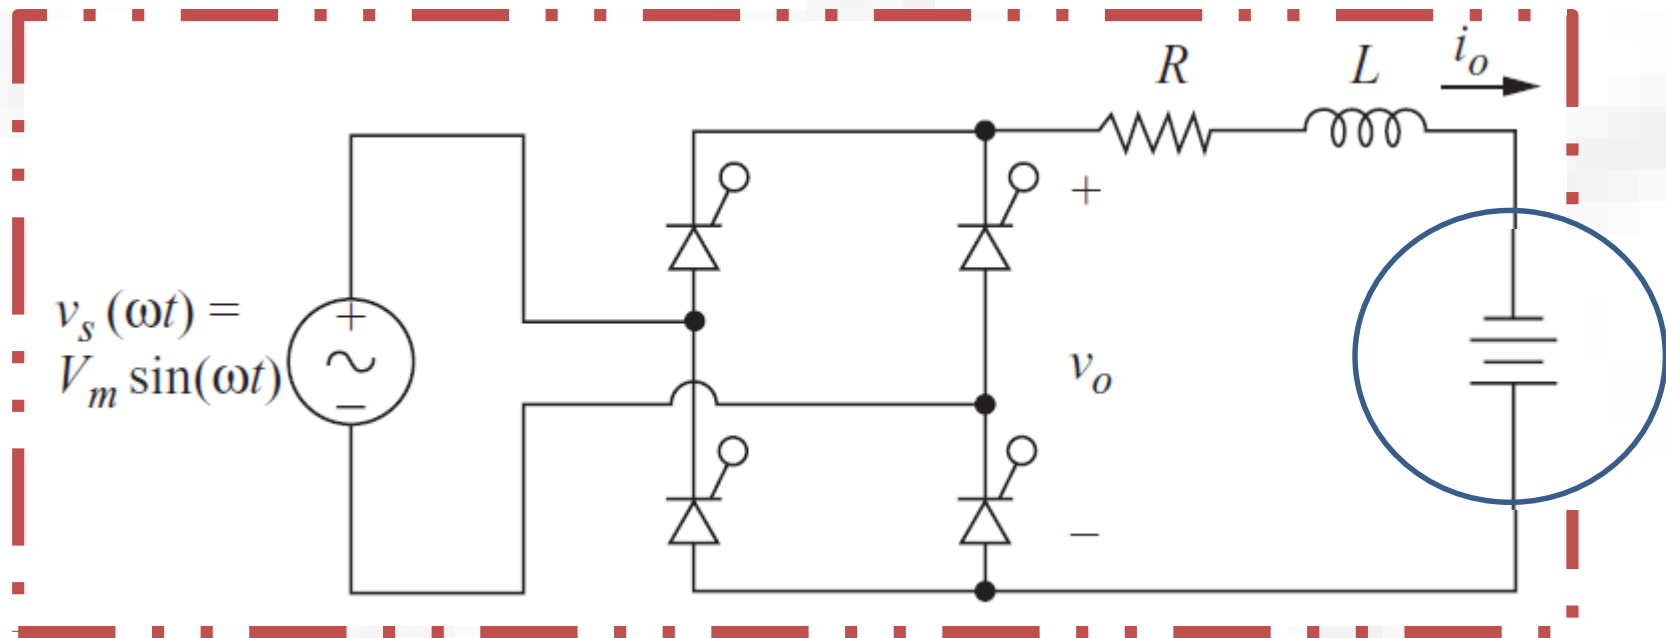 R L i_o
+
v_s (ωt) =
V_m sin(ωt)
+
−
v_o
−